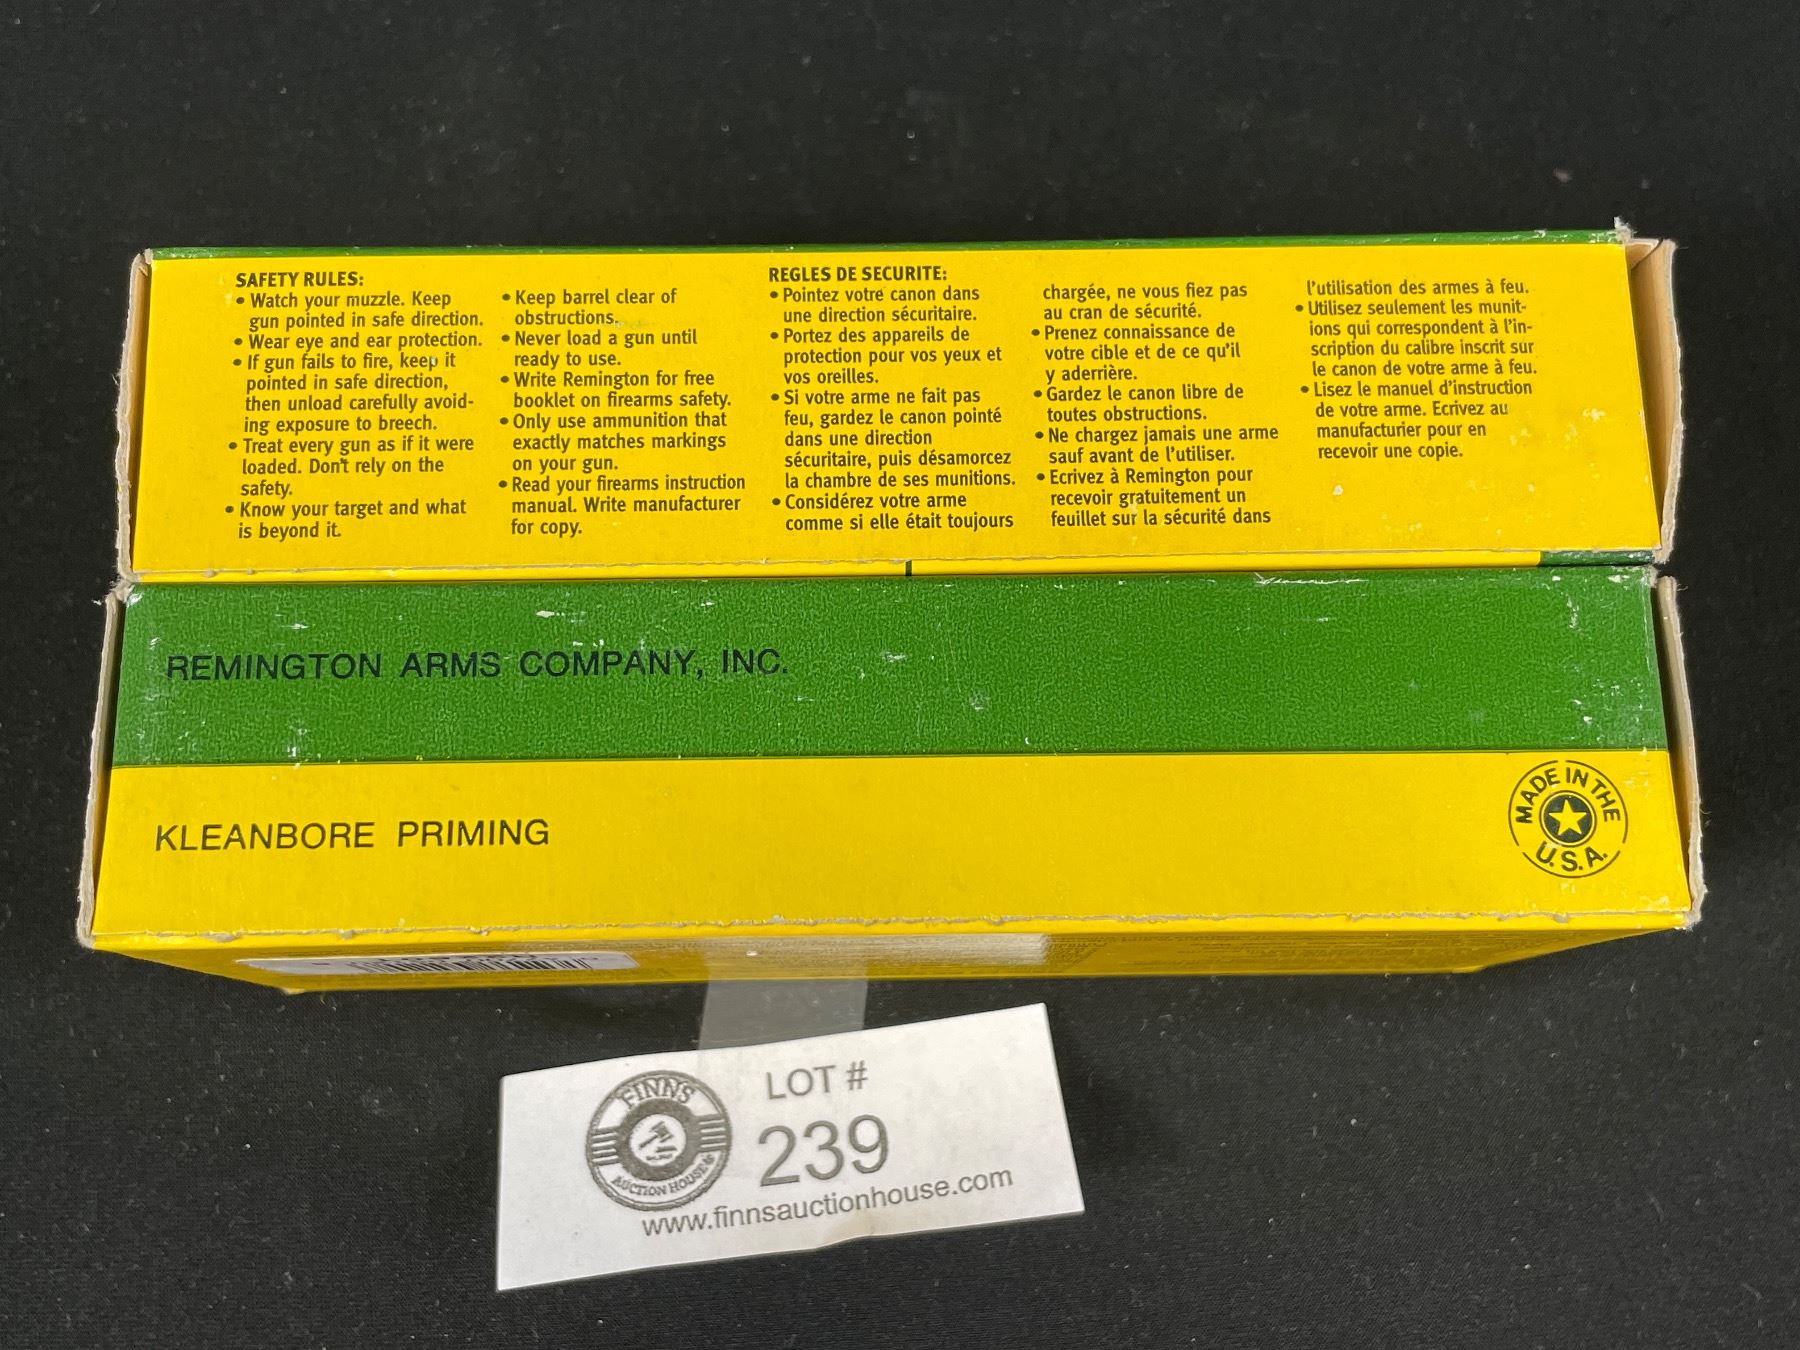 SAFETY RULES:
• Watch your muzzle. Keep
gun pointed in safe direction.
• Wear eye and ear protection.
• If gun fails to fire, keep it
pointed in safe direction,
then unload carefully avoid-
ing exposure to breech.
• Treat every gun as if it were
loaded. Don't rely on the
safety.
• Know your target and what
is beyond it.
• Keep barrel clear of
obstructions.
• Never load a gun until
ready to use.
• Write Remington for free
booklet on firearms safety.
• Only use ammunition that
exactly matches markings
on your gun.
• Read your firearms instruction
manual. Write manufacturer
for copy.
REGLES DE SECURITE:
• Pointez votre canon dans
une direction sécuritaire.
• Portez des appareils de
protection pour vos yeux et
vos oreilles.
• Si votre arme ne fait pas
feu, gardez le canon pointé
dans une direction
sécuritaire, puis désamorcez
la chambre de ses munitions.
• Considérez votre arme
comme si elle était toujours
chargée, ne vous fiez pas
au cran de sécurité.
• Prenez connaissance de
votre cible et de ce qu'il
y aderrière.
• Gardez le canon libre de
toutes obstructions.
• Ne chargez jamais une arme
sauf avant de l'utiliser.
• Ecrivez à Remington pour
recevoir gratuitement un
feuillet sur la sécurité dans
l'utilisation des armes à feu.
• Utilisez seulement les munit-
ions qui correspondent à l'in-
scription du calibre inscrit sur
le canon de votre arme à feu.
• Lisez le manuel d'instruction
de votre arme. Ecrivez au
manufacturier pour en
recevoir une copie.
REMINGTON ARMS COMPANY, INC.
KLEANBORE PRIMING
MADE IN THE
U.S.A.
FINNS
AUCTION HOUSE
LOT #
239
www.finnsauctionhouse.com